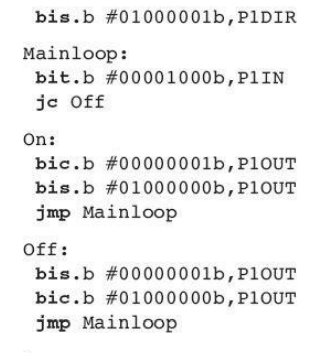 bis.b #01000001b,P1DIR
Mainloop:
bit.b #00001000b,P1IN
jc Off
On:
bic.b #00000001b,P1OUT
bis.b #01000000b,P1OUT
jmp Mainloop
Off:
bis.b #00000001b,P1OUT
bic.b #01000000b,P1OUT
jmp Mainloop